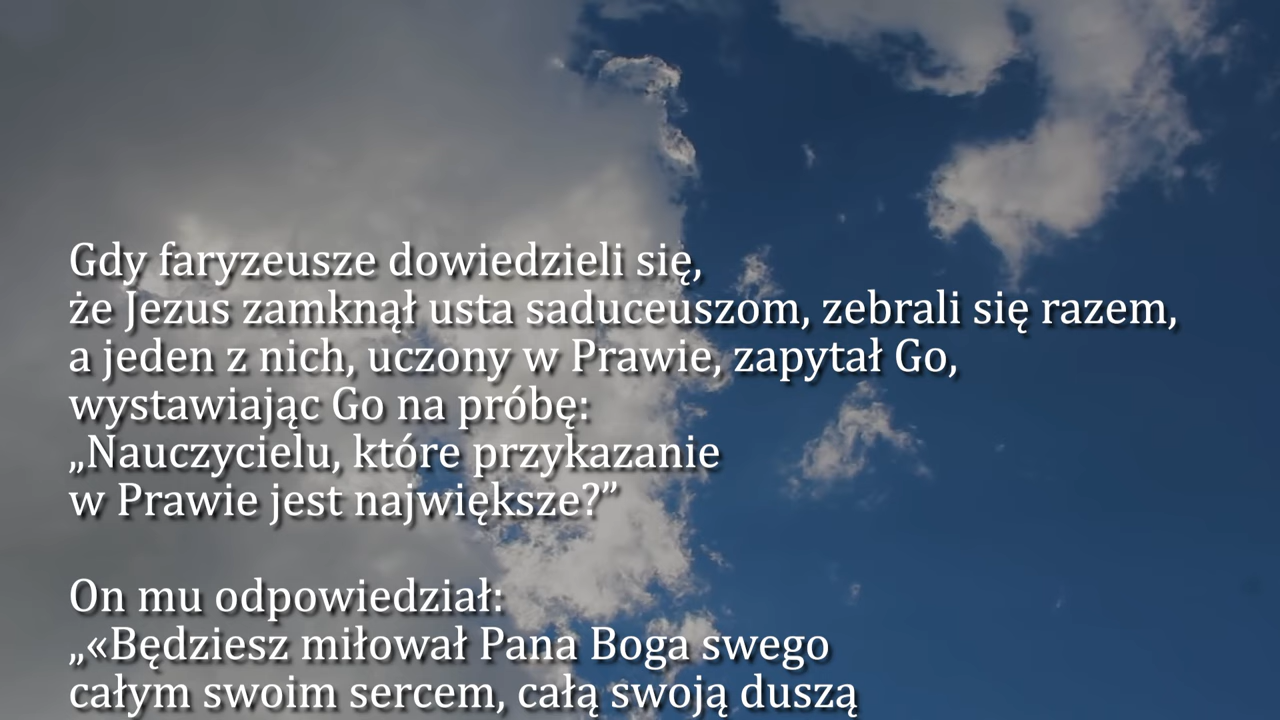 Gdy faryzeusze dowiedzieli się,
że Jezus zamknął usta saduceuszom, zebrali się razem,
a jeden z nich, uczony w Prawie, zapytał Go,
wystawiając Go na próbę:
„Nauczycielu, które przykazanie
w Prawie jest największe?”
On mu odpowiedział:
„«Będziesz miłował Pana Boga swego
całym swoim sercem, całą swoją duszą